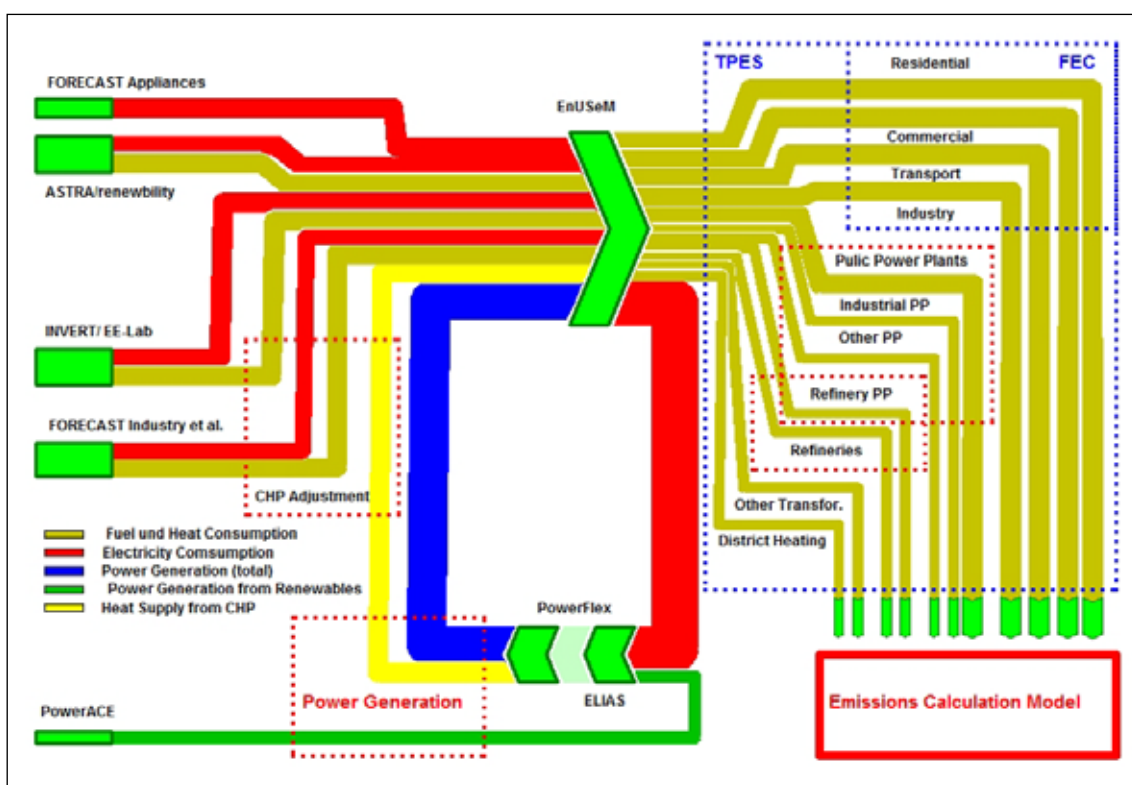 FORECAST Appliances
ASTRA/renewbility
INVERT/ EE-Lab
FORECAST Industry et al.
CHP Adjustment
Fuel und Heat Consumption
Electricity Comsumption
Power Generation (total)
Power Generation from Renewables
Heat Supply from CHP
PowerACE
Power Generation
EnUSeM
PowerFlex
ELIAS
TPES
FEC
Residential
Commercial
Transport
Industry
Pulic Power Plants
Industrial PP
Other PP
Refinery PP
Refineries
Other Transfor.
District Heating
Emissions Calculation Model